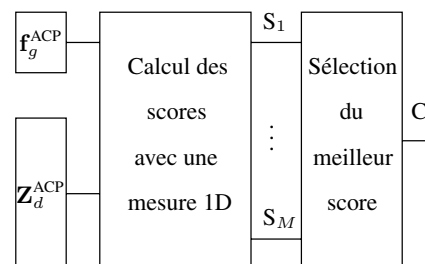 f_g^ACP
Z_d^ACP
Calcul des
scores
avec une
mesure 1D
S_1
⋮
S_M
Sélection
du
meilleur
score
C